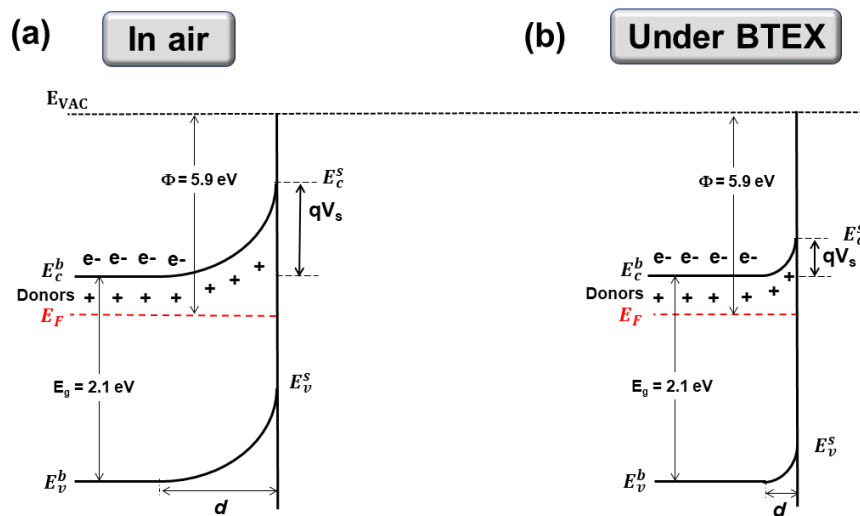 (a)
In air
(b)
Under BTEX
E_VAC
Φ = 5.9 eV
E_c^s
qV_s
e- e- e- e-
E_c^b
Donors
+ + + + + + +
E_F
E_g = 2.1 eV
E_v^s
E_v^b
d
Φ = 5.9 eV
E_c^s
qV_s
e- e- e- e-
E_c^b
Donors
+ + + + +
E_F
E_g = 2.1 eV
E_v^s
E_v^b
d